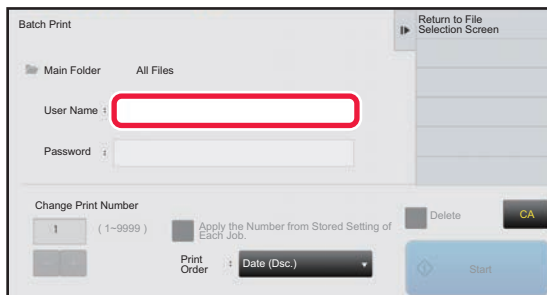 Batch Print
Return to File
Selection Screen
Main Folder All Files
User Name :
Password :
Change Print Number
1 (1~9999)
Apply the Number from Stored Setting of
Each Job.
Print
Order : Date (Dsc.)
Delete
CA
Start